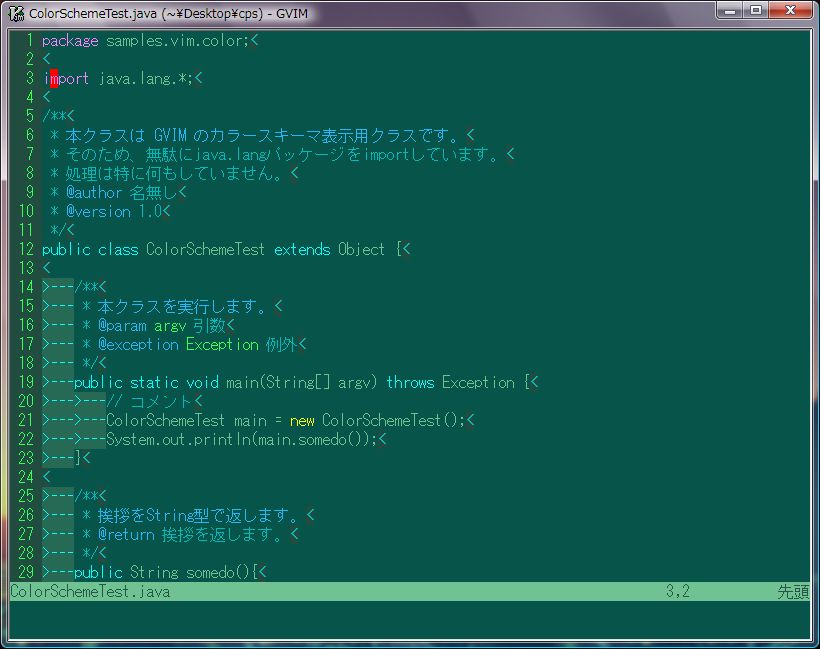 ColorSchemeTest.java (~¥Desktop¥cps) - GVIM
1 package samples.vim.color;<
2 <
3 import java.lang.*;<
4 <
5 /**<
6  * 本クラスは GVIM のカラースキーマ表示用クラスです。<
7  * そのため、無駄にjava.langパッケージをimportしています。<
8  * 処理は特に何もしていません。<
9  * @author 名無し<
10  * @version 1.0<
11  */<
12 public class ColorSchemeTest extends Object {<
13 <
14 >---/**<
15 >--- * 本クラスを実行します。<
16 >--- * @param argv 引数<
17 >--- * @exception Exception 例外<
18 >--- */<
19 >---public static void main(String[] argv) throws Exception {<
20 >--->---// コメント<
21 >--->---ColorSchemeTest main = new ColorSchemeTest();<
22 >--->---System.out.println(main.somedo());<
23 >---}<
24 <
25 >---/**<
26 >--- * 挨拶をString型で返します。<
27 >--- * @return 挨拶を返します。<
28 >--- */<
29 >---public String somedo(){<
ColorSchemeTest.java 3,2 先頭